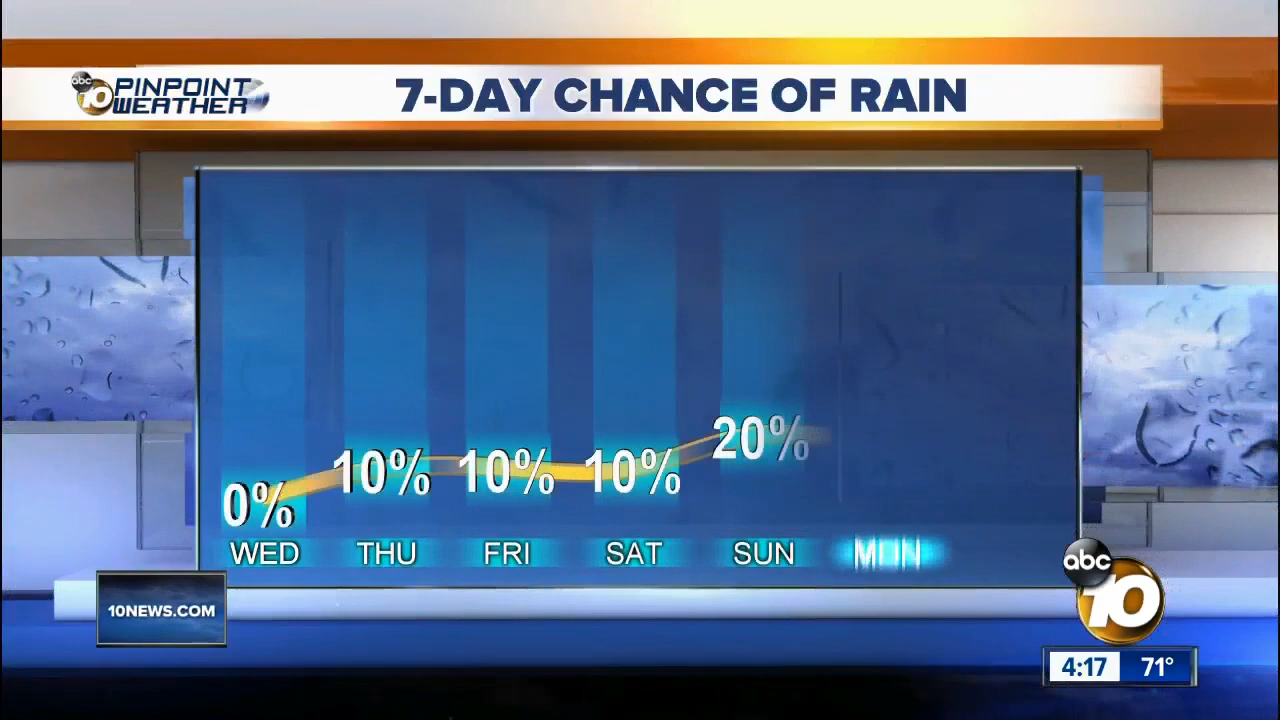 abc
10
PINPOINT
WEATHER
7-DAY CHANCE OF RAIN
0% 10% 10% 10% 20%
WED THU FRI SAT SUN MON
10NEWS.COM
abc
10
4:17 71°